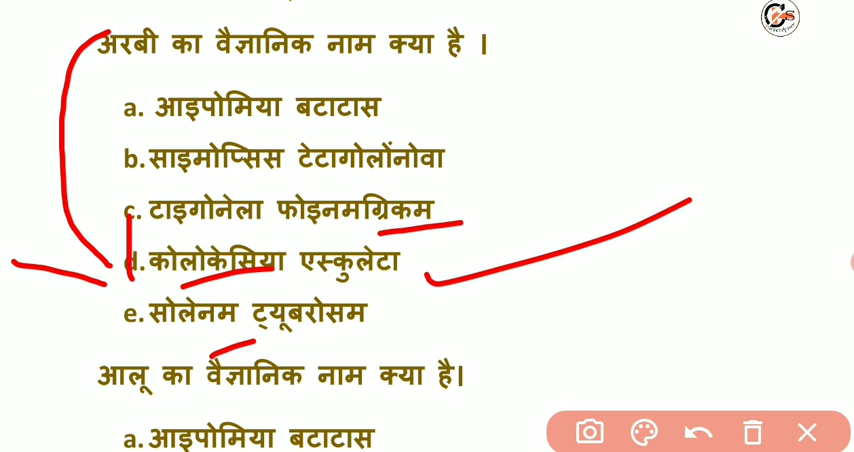 अरबी का वैज्ञानिक नाम क्या है ।
a. आइपोमिया बटाटास
b. साइमोप्सिस टेटागोलोंनोवा
c. टाइगोनेला फोइनमग्रिकम
d. कोलोकेसिया एस्कुलेटा
e. सोलेनम ट्यूबरोसम
आलू का वैज्ञानिक नाम क्या है।
a. आइपोमिया बटाटास